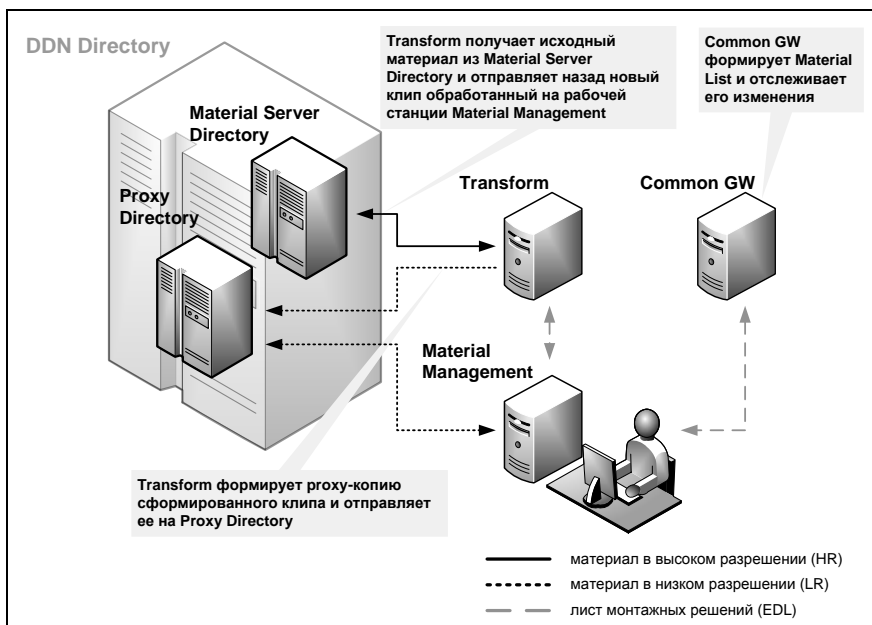 DDN Directory
Transform получает исходный
материал из Material Server
Directory и отправляет назад новый
клип обработанный на рабочей
станции Material Management
Common GW
формирует Material
List и отслеживает
его изменения
Material Server
Directory
Proxy
Directory
Transform
Common GW
Material
Management
Transform формирует proxy-копию
сформированного клипа и отправляет
ее на Proxy Directory
материал в высоком разрешении (HR)
материал в низком разрешении (LR)
лист монтажных решений (EDL)